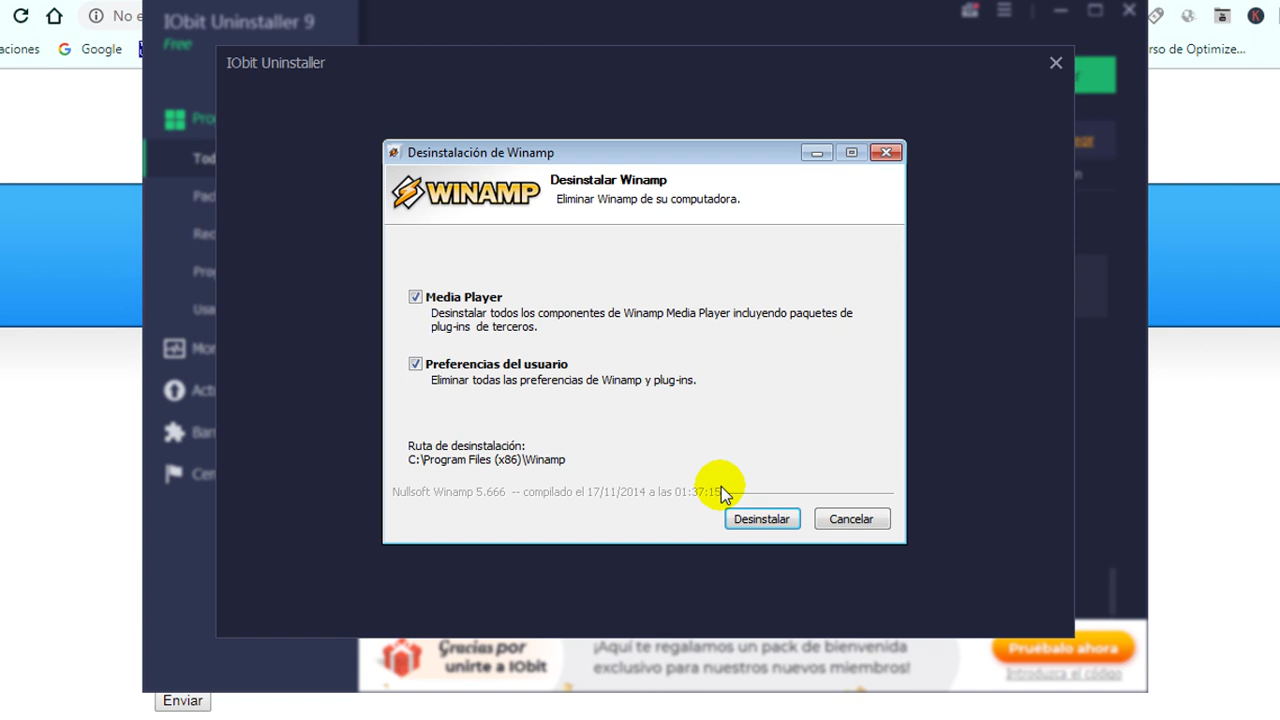 No e
aciones
Google
rso de Optimize...
IObit Uninstaller 9
Free
IObit Uninstaller
Desinstalación de Winamp
WINAMP
Desinstalar Winamp
Eliminar Winamp de su computadora.
Media Player
Desinstalar todos los componentes de Winamp Media Player incluyendo paquetes de
plug-ins de terceros.
Preferencias del usuario
Eliminar todas las preferencias de Winamp y plug-ins.
Ruta de desinstalación:
C:\Program Files (x86)\Winamp
Nullsoft Winamp 5.666 -- compilado el 17/11/2014 a las 01:37:15
Desinstalar
Cancelar
Gracias por
unirte a IObit
¡Aquí te regalamos un pack de bienvenida
exclusivo para nuestros nuevos miembros!
Pruébalo ahora
Introduzca el código
Enviar